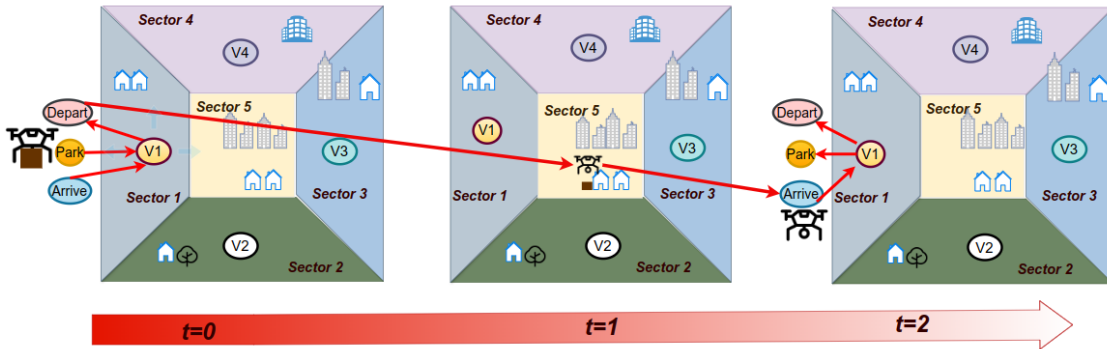 Sector 4
V4
Depart
Sector 5
Park
V1
V3
Arrive
Sector 1
Sector 3
V2
Sector 2
Sector 4
V4
Sector 5
V1
V3
Sector 1
Sector 3
V2
Sector 2
Sector 4
V4
Depart
Sector 5
Park
V1
V3
Arrive
Sector 1
Sector 3
V2
Sector 2
t=0
t=1
t=2